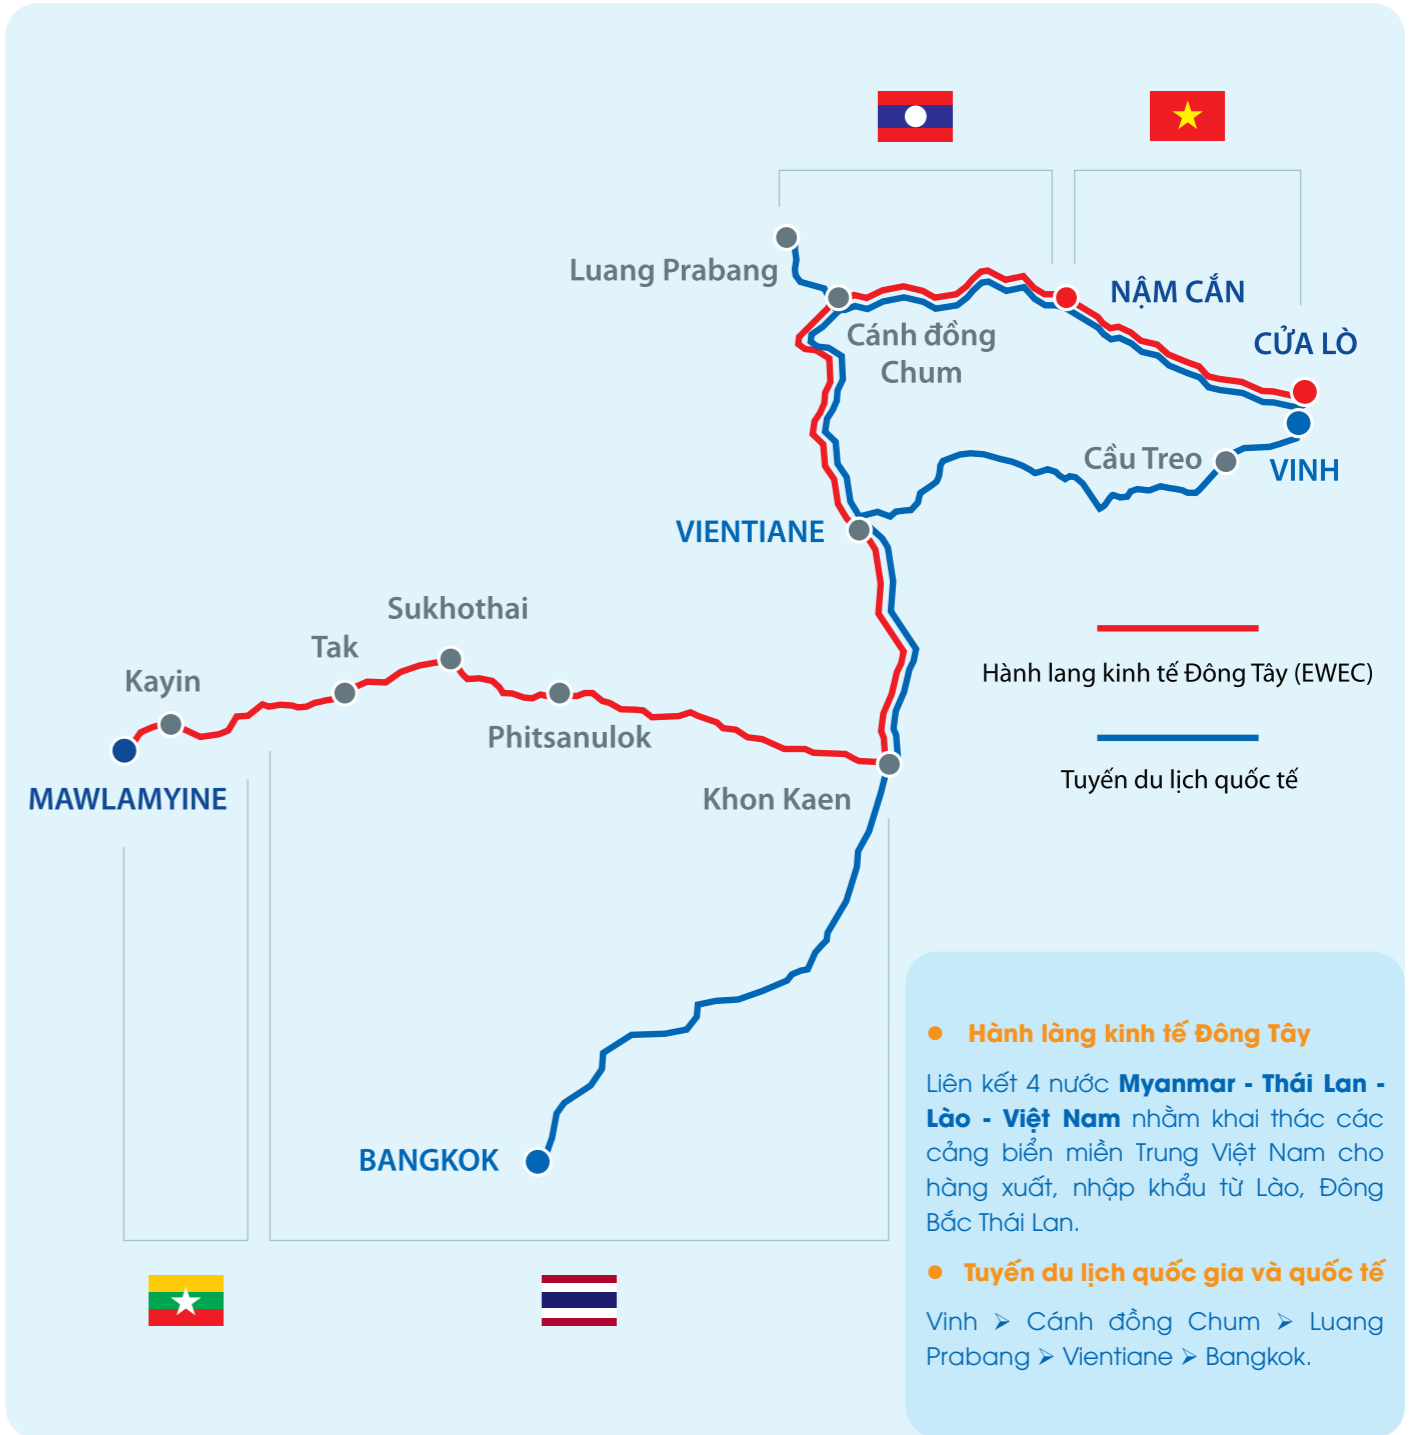 Luang Prabang
NẬM CẮN
Cánh đồng
Chum
CỬA LÒ
Cầu Treo
VINH
VIENTIANE
Sukhothai
Tak
Kayin
Phitsanulok
MAWLAMYINE
Khon Kaen
Hành lang kinh tế Đông Tây (EWEC)
Tuyến du lịch quốc tế
BANGKOK
● Hành làng kinh tế Đông Tây
Liên kết 4 nước Myanmar - Thái Lan -
Lào - Việt Nam nhằm khai thác các
cảng biển miền Trung Việt Nam cho
hàng xuất, nhập khẩu từ Lào, Đông
Bắc Thái Lan.
● Tuyến du lịch quốc gia và quốc tế
Vinh ➢ Cánh đồng Chum ➢ Luang
Prabang ➢ Vientiane ➢ Bangkok.